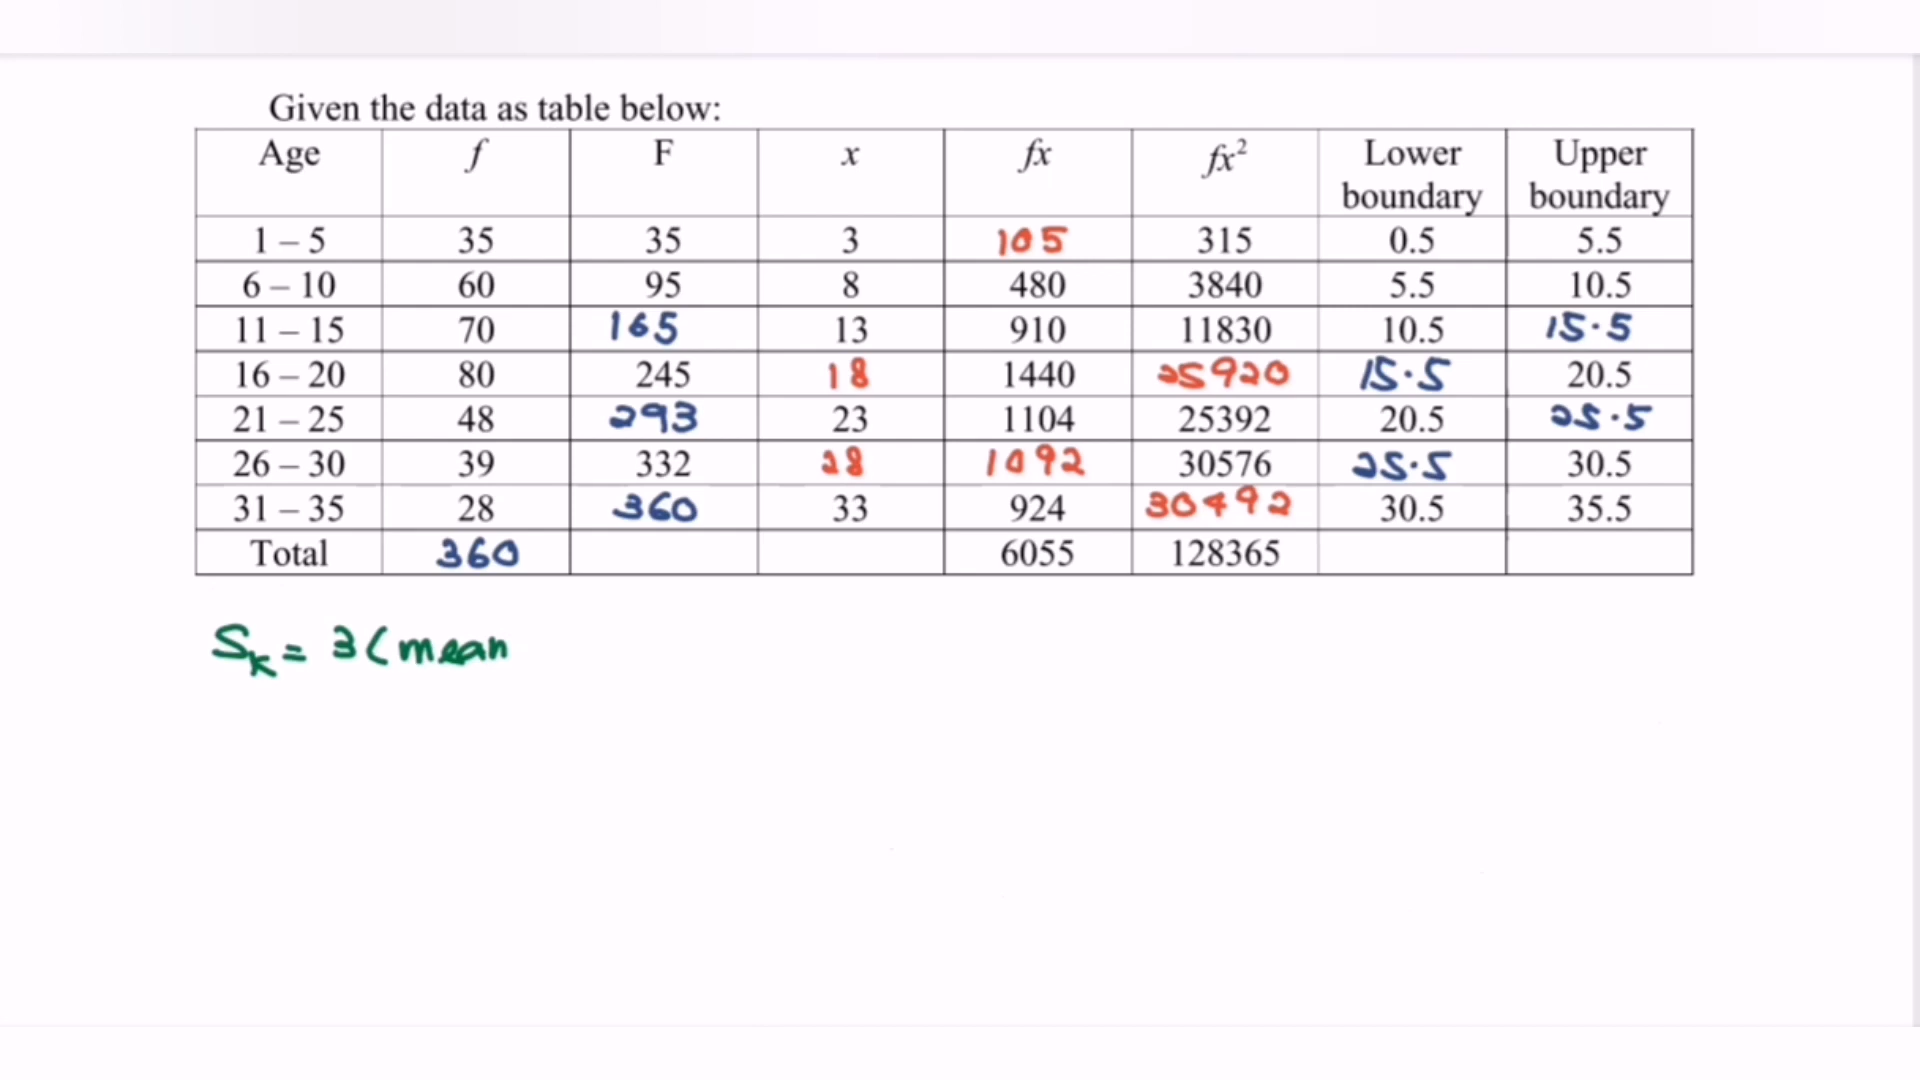 Given the data as table below:
Age f F x fx fx² Lower boundary Upper boundary
1 – 5 35 35 3 105 315 0.5 5.5
6 – 10 60 95 8 480 3840 5.5 10.5
11 – 15 70 165 13 910 11830 10.5 15.5
16 – 20 80 245 18 1440 25920 15.5 20.5
21 – 25 48 293 23 1104 25392 20.5 25.5
26 – 30 39 332 28 1092 30576 25.5 30.5
31 – 35 28 360 33 924 30492 30.5 35.5
Total 360 6055 128365
Sk = 3(mean